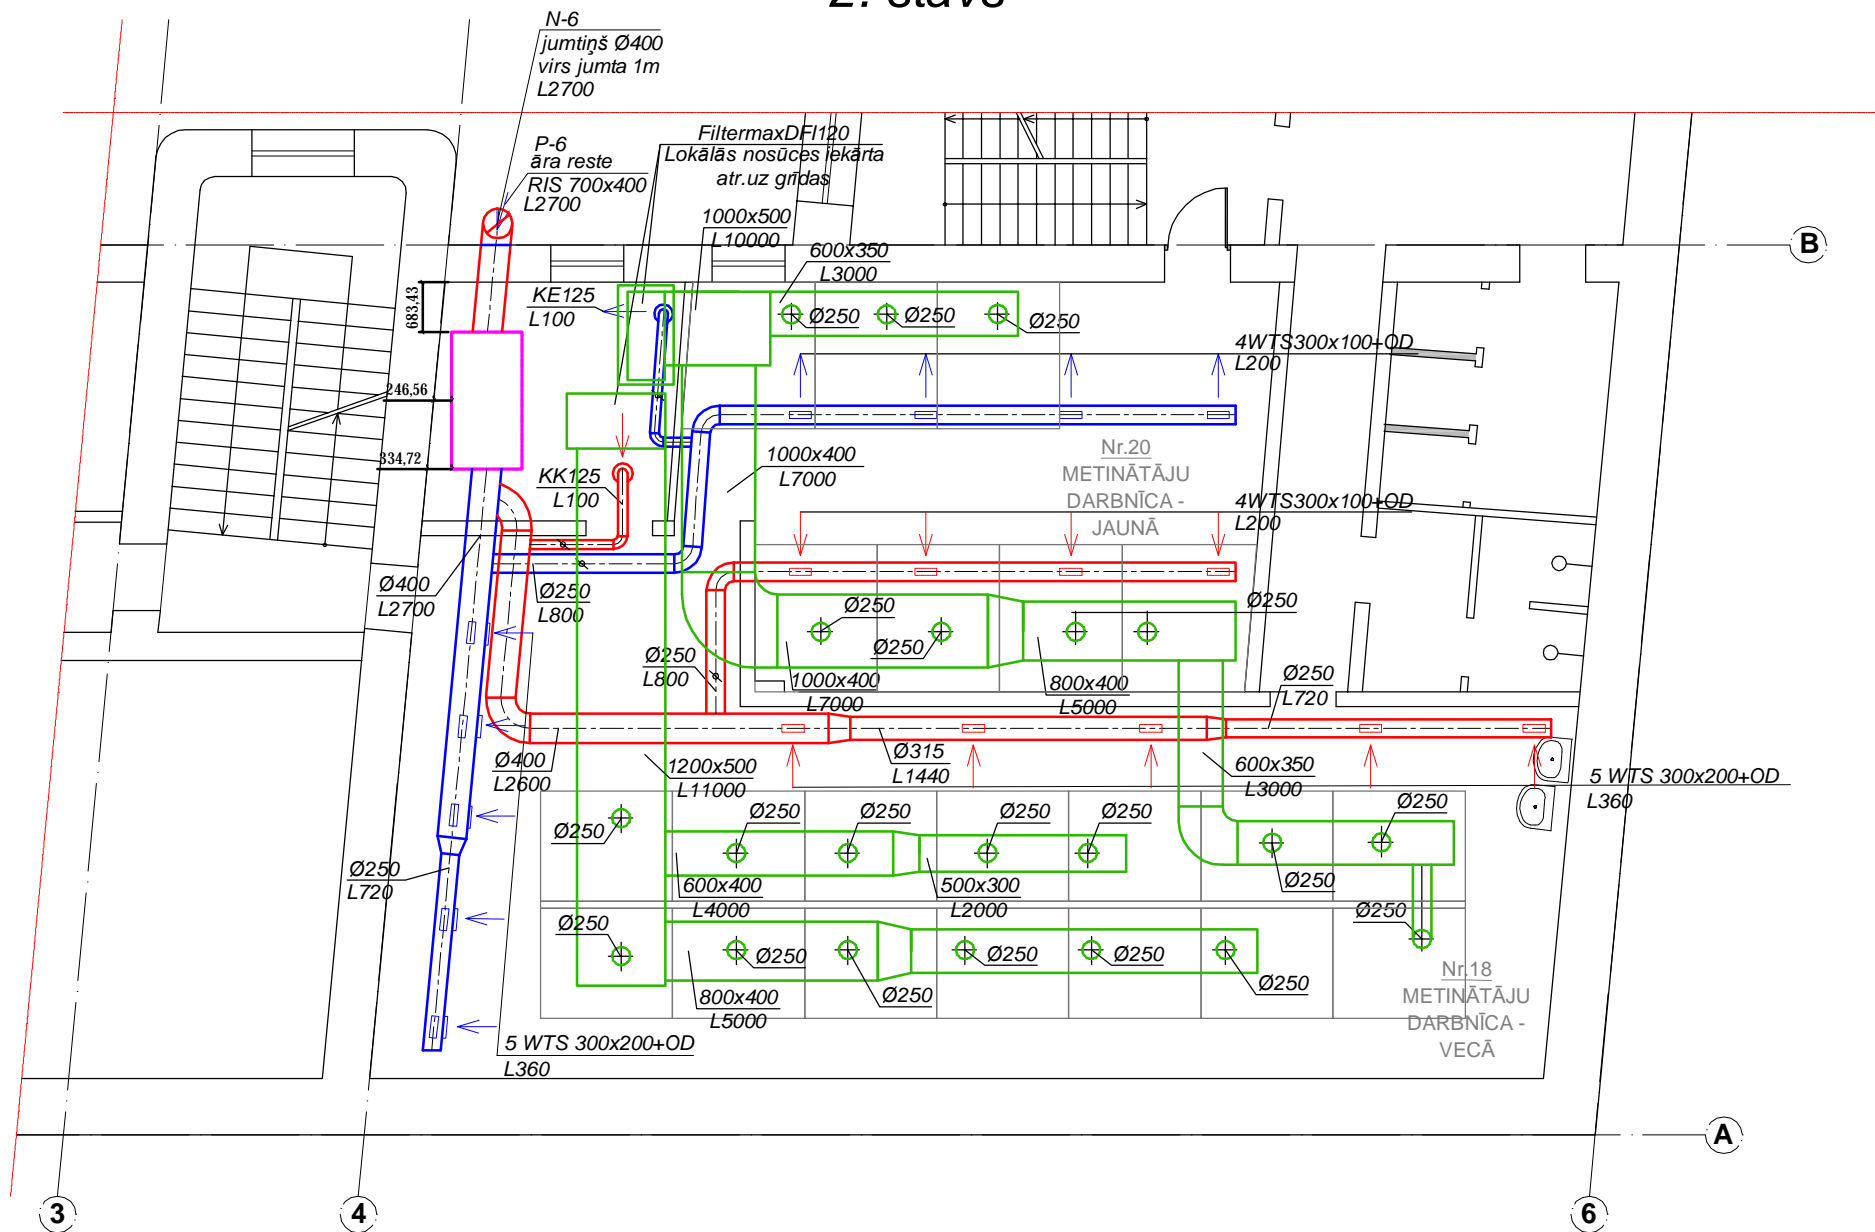 2. stāvs
N-6
jumtiņš Ø400
virs jumta 1m
L2700
P-6
āra reste
RIS 700x400
L2700
FiltermaxDFI120
Lokālās nosūces iekārta
atr.uz grīdas
1000x500
L10000
600x350
L3000
B
683,43
KE125
L100
Ø250
Ø250
Ø250
4WTS300x100+OD
L200
246,56
334,72
KK125
L100
1000x400
L7000
Nr.20
METINĀTĀJU
DARBNĪCA -
JAUNĀ
4WTS300x100+OD
L200
Ø400
L2700
Ø250
L800
Ø250
Ø250
Ø250
Ø250
L800
1000x400
L7000
800x400
L5000
Ø250
L720
Ø400
L2600
1200x500
L11000
Ø315
L1440
600x350
L3000
5 WTS 300x200+OD
L360
Ø250
Ø250
Ø250
Ø250
Ø250
Ø250
Ø250
L720
600x400
L4000
500x300
L2000
Ø250
Ø250
Ø250
Ø250
Ø250
Ø250
Ø250
Ø250
800x400
L5000
Nr.18
METINĀTĀJU
DARBNĪCA -
VECĀ
5 WTS 300x200+OD
L360
A
3
4
6